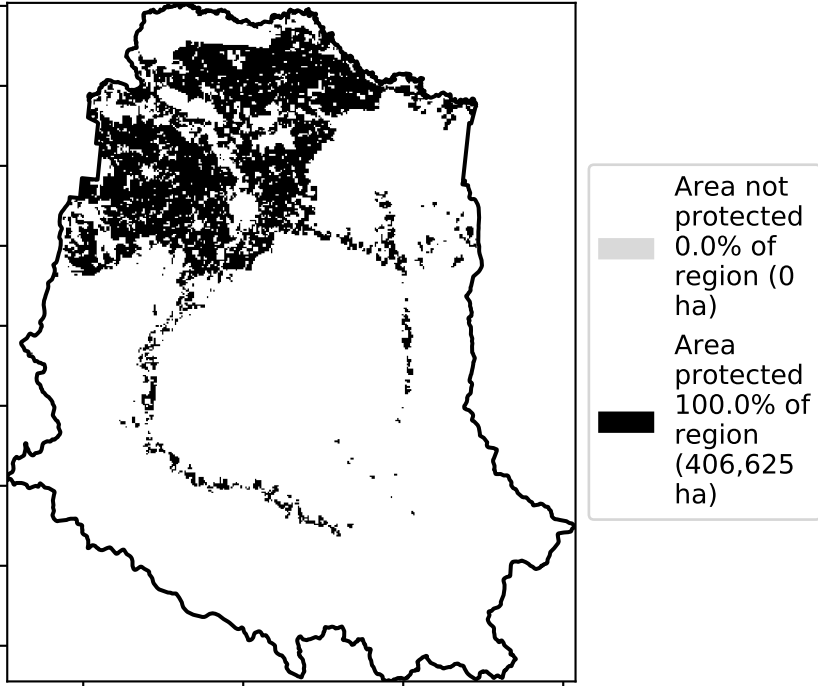 Area not
protected
0.0% of
region (0
ha)
Area
protected
100.0% of
region
(406,625
ha)